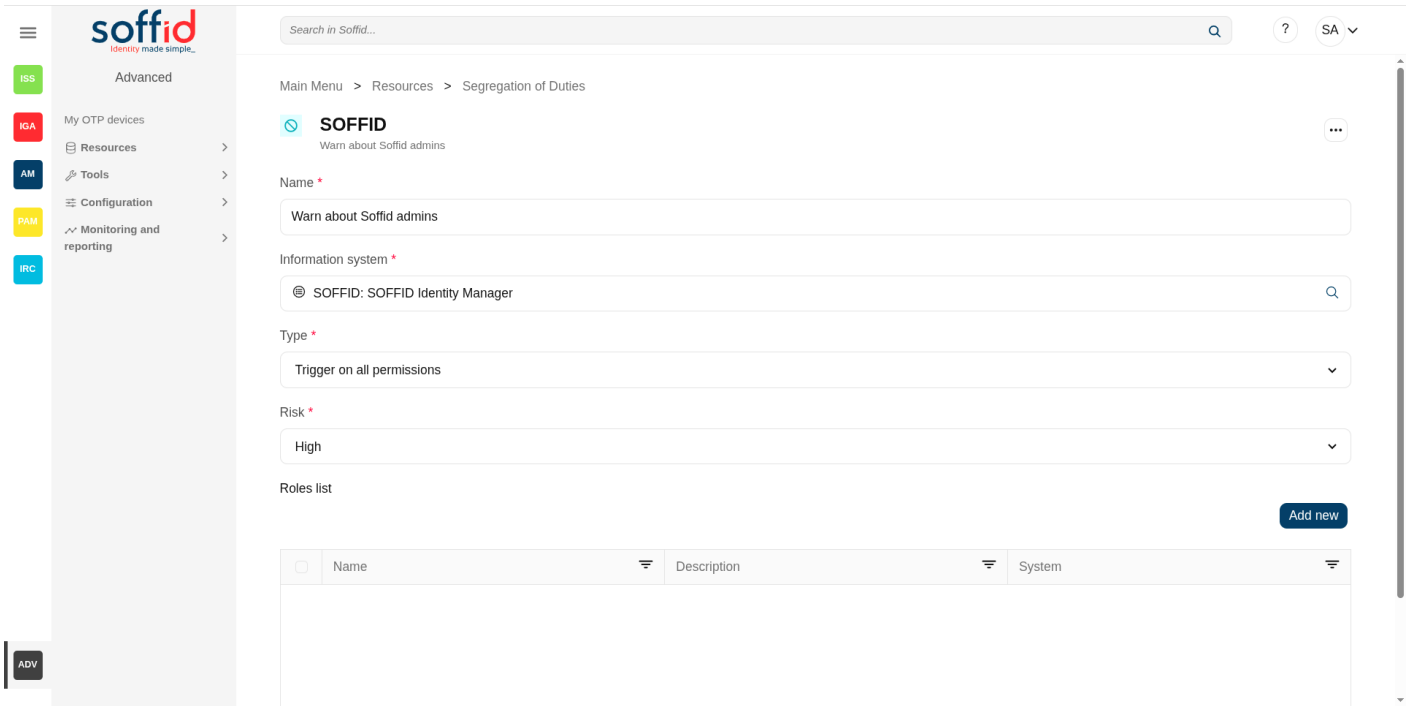 soffid
Identity made simple_
Search in Soffid...
?
SA
ISS
IGA
AM
PAM
IRC
ADV
Advanced
My OTP devices
Resources
Tools
Configuration
Monitoring and
reporting
Main Menu > Resources > Segregation of Duties
SOFFID
Warn about Soffid admins
Name *
Warn about Soffid admins
Information system *
SOFFID: SOFFID Identity Manager
Type *
Trigger on all permissions
Risk *
High
Roles list
Add new
Name Description System